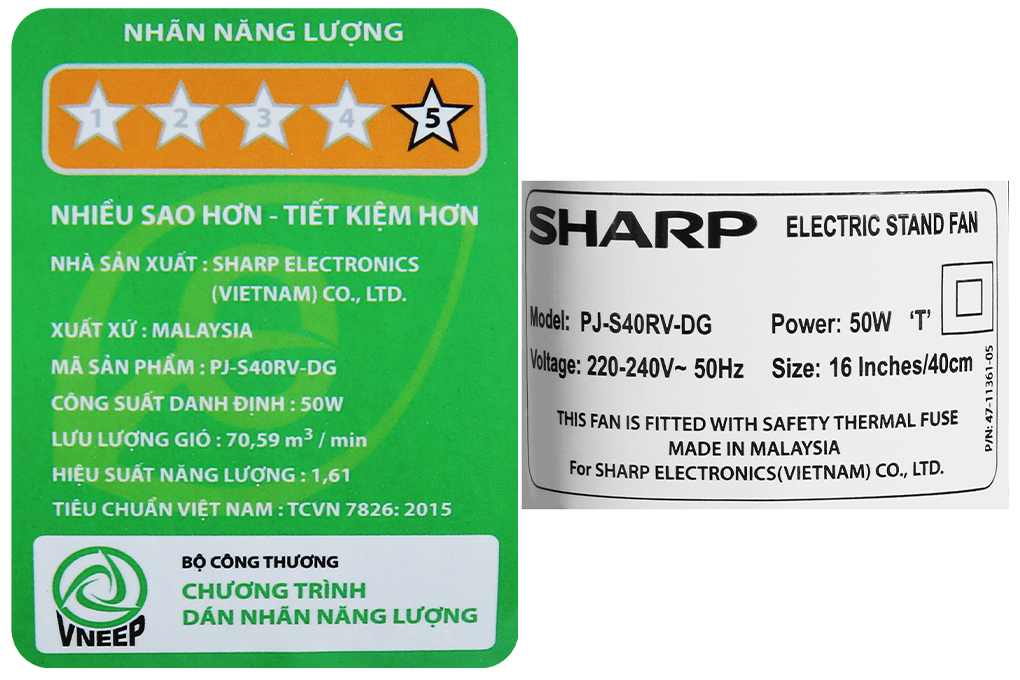 NHÃN NĂNG LƯỢNG
1 2 3 4 5
NHIỀU SAO HƠN - TIẾT KIỆM HƠN
NHÀ SẢN XUẤT : SHARP ELECTRONICS
(VIETNAM) CO., LTD.
XUẤT XỨ : MALAYSIA
MÃ SẢN PHẨM : PJ-S40RV-DG
CÔNG SUẤT DANH ĐỊNH : 50W
LƯU LƯỢNG GIÓ : 70,59 m³ / min
HIỆU SUẤT NĂNG LƯỢNG : 1,61
TIÊU CHUẨN VIỆT NAM : TCVN 7826: 2015
VNEEP
BỘ CÔNG THƯƠNG
CHƯƠNG TRÌNH
DÁN NHÃN NĂNG LƯỢNG
SHARP ELECTRIC STAND FAN
Model: PJ-S40RV-DG Power: 50W 'T'
Voltage: 220-240V~ 50Hz Size: 16 Inches/40cm
THIS FAN IS FITTED WITH SAFETY THERMAL FUSE
MADE IN MALAYSIA
For SHARP ELECTRONICS(VIETNAM) CO., LTD.
P/N: 47-11361-05